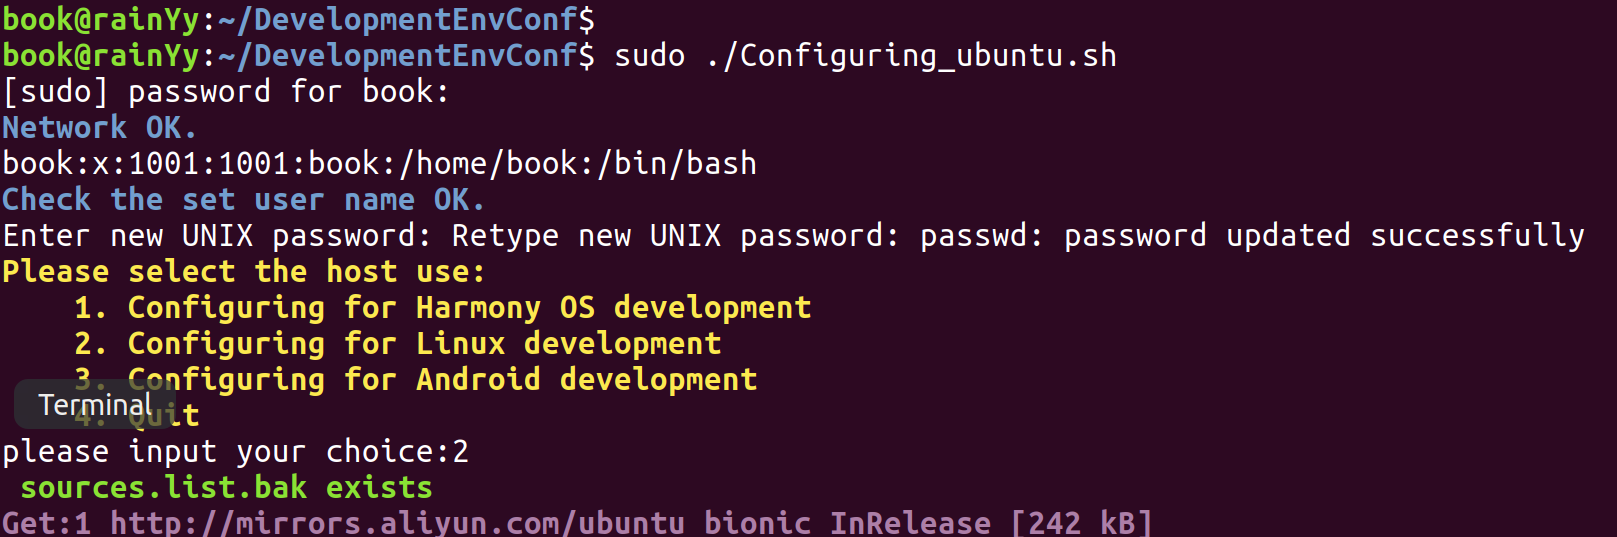 book@rainYy:~/DevelopmentEnvConf$
book@rainYy:~/DevelopmentEnvConf$ sudo ./Configuring_ubuntu.sh
[sudo] password for book:
Network OK.
book:x:1001:1001:book:/home/book:/bin/bash
Check the set user name OK.
Enter new UNIX password: Retype new UNIX password: passwd: password updated successfully
Please select the host use:
1. Configuring for Harmony OS development
2. Configuring for Linux development
3. Configuring for Android development
Terminal
4. Quit
please input your choice:2
sources.list.bak exists
Get:1 http://mirrors.aliyun.com/ubuntu bionic InRelease [242 kB]